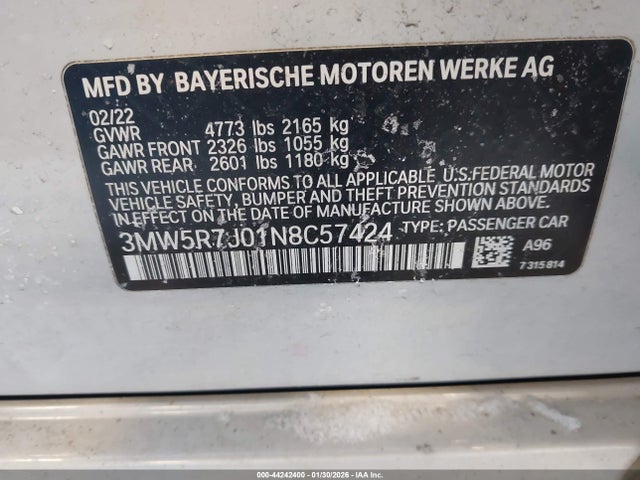 MFD BY BAYERISCHE MOTOREN WERKE AG
02/22
GVWR 4773 lbs 2165 kg
GAWR FRONT 2326 lbs 1055 kg
GAWR REAR 2601 lbs 1180 kg
THIS VEHICLE CONFORMS TO ALL APPLICABLE U.S.FEDERAL MOTOR
VEHICLE SAFETY, BUMPER AND THEFT PREVENTION STANDARDS
IN EFFECT ON THE DATE OF MANUFACTURE SHOWN ABOVE.
3MW5R7J01N8C57424 TYPE: PASSENGER CAR
A96
7315814
000-44242400 - 01/30/2026 - IAA Inc.